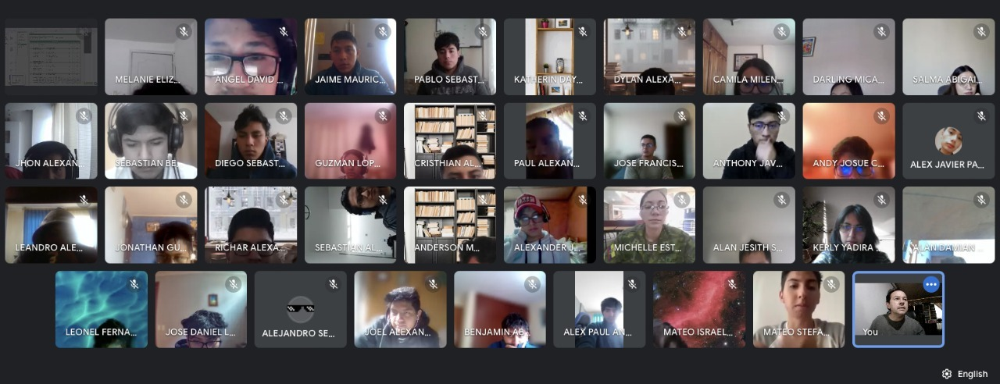 MELANIE ELIZ...
ANGEL DAVID ...
JAIME MAURIC...
PABLO SEBAST...
KATHERIN DAY...
DYLAN ALEXA...
CAMILA MILEN...
DARLING MICA...
SALMA ABIGAI...
JHON ALEXAN...
SEBASTIAN BE...
DIEGO SEBAST...
GUZMAN LOP...
CRISTHIAN AL...
PAUL ALEXAN...
JOSE FRANCIS...
ANTHONY JAV...
ANDY JOSUE C...
ALEX JAVIER PA...
LEANDRO ALE...
JONATHAN GU...
RICHAR ALEXA...
SEBASTIAN AL...
ANDERSON M...
ALEXANDER J...
MICHELLE EST...
ALAN JESITH S...
KERLY YADIRA ...
ALAN DAMIAN ...
LEONEL FERNA...
JOSE DANIEL L...
ALEJANDRO SE...
JOEL ALEXAN...
BENJAMIN AB...
ALEX PAUL AN...
MATEO ISRAEL...
MATEO STEFA...
You
English